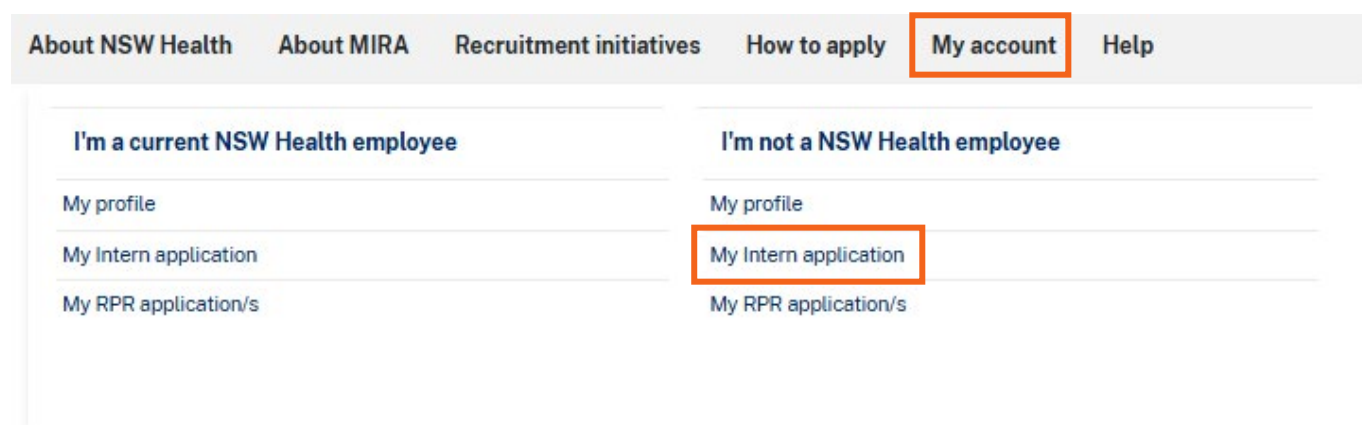 About NSW Health About MIRA Recruitment initiatives How to apply My account Help
I'm a current NSW Health employee
My profile
My Intern application
My RPR application/s
I'm not a NSW Health employee
My profile
My Intern application
My RPR application/s